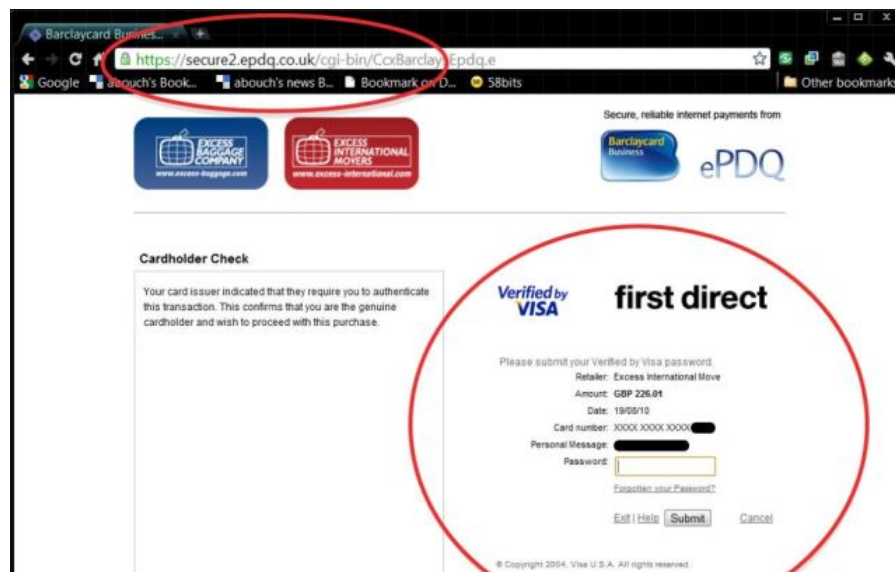 Barclaycard Busines...
https://secure2.epdq.co.uk/cgi-bin/CcxBarclaysEpdq.e
Google
abouch's Book...
abouch's news B...
Bookmark on D...
58bits
Other bookmarks
Secure, reliable internet payments from
EXCESS
BAGGAGE
COMPANY
www.excess-baggage.com
EXCESS
INTERNATIONAL
MOVERS
www.excess-international.com
Barclaycard
Business
ePDQ
Cardholder Check
Your card issuer indicated that they require you to authenticate
this transaction. This confirms that you are the genuine
cardholder and wish to proceed with this purchase.
Verified by
VISA
first direct
Please submit your Verified by Visa password.
Retailer: Excess International Move
Amount: GBP 226.01
Date: 19/08/10
Card number: XXXX XXXX XXXX
Personal Message:
Password:
Forgotten your Password?
Exit | Help Submit Cancel
© Copyright 2004, Visa U.S.A. All rights reserved.